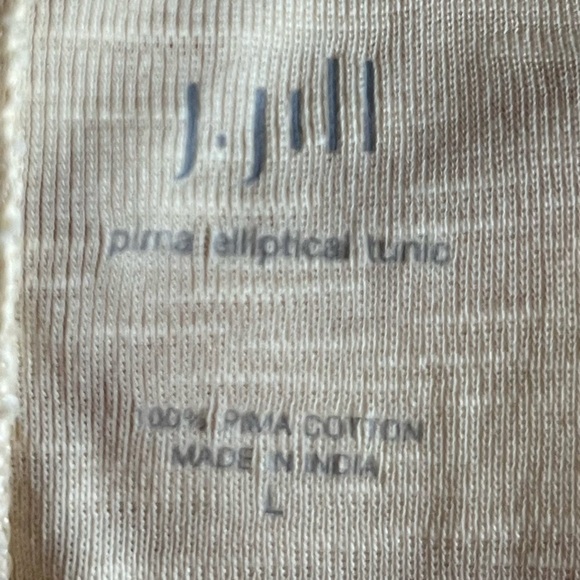 J.Jill
pima elliptical tunic
100% PIMA COTTON
MADE IN INDIA
L